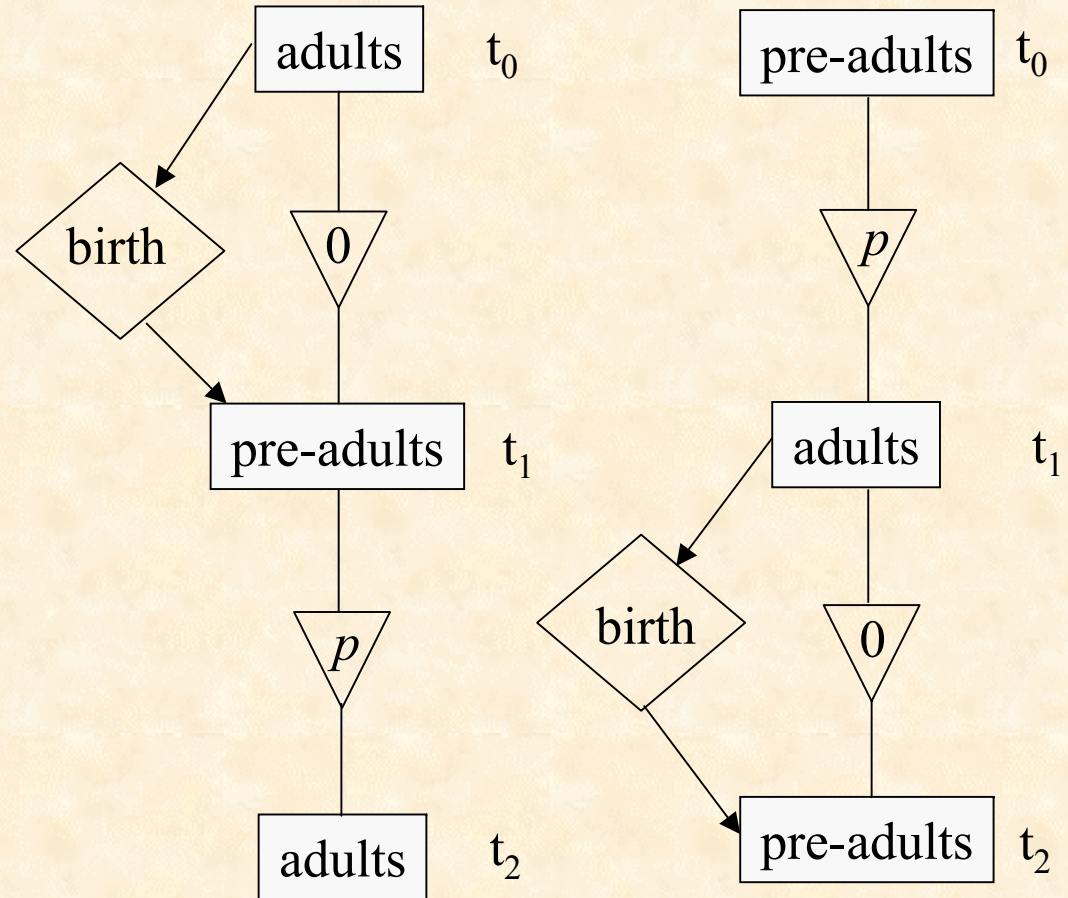 adults t₀
birth 0
pre-adults t₁
p
adults t₂
pre-adults t₀
p
adults t₁
birth 0
pre-adults t₂